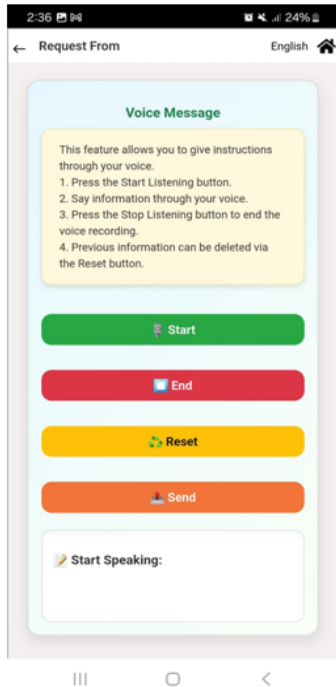 2:36 24%
Request From English
Voice Message
This feature allows you to give instructions
through your voice.
1. Press the Start Listening button.
2. Say information through your voice.
3. Press the Stop Listening button to end the
voice recording.
4. Previous information can be deleted via
the Reset button.
Start
End
Reset
Send
Start Speaking: